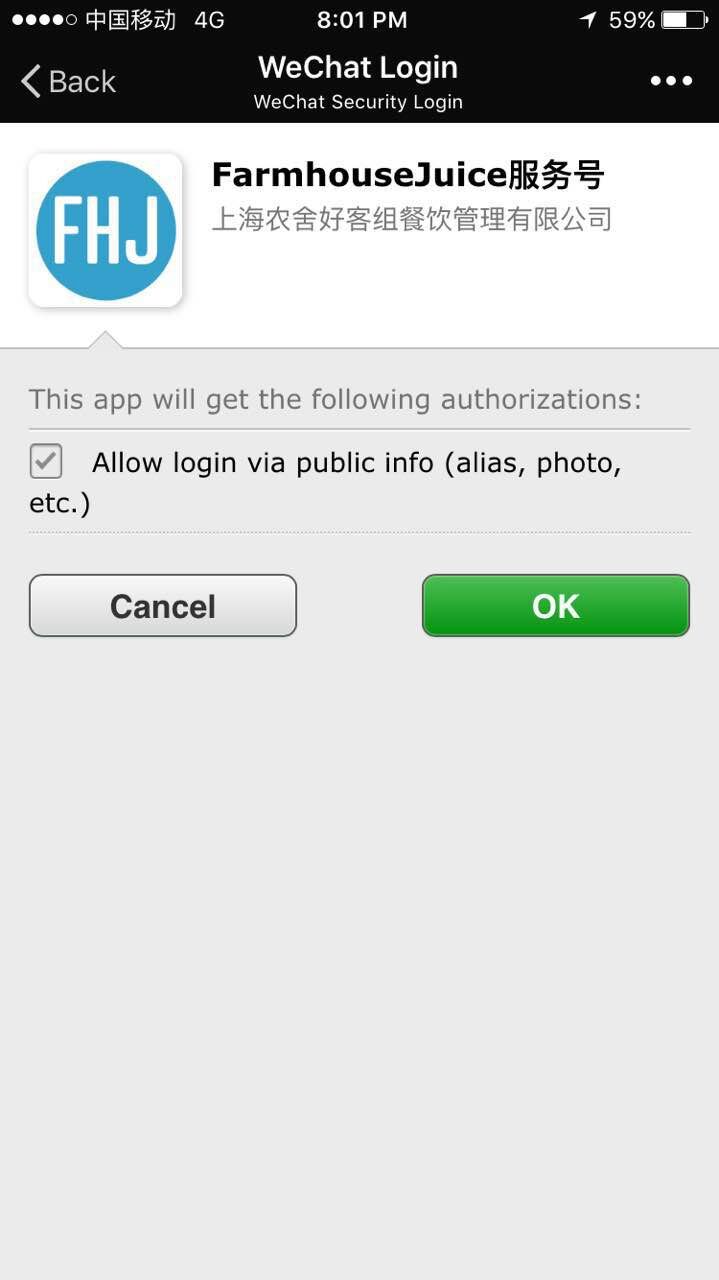 中国移动 4G 8:01 PM 59%
Back
WeChat Login
WeChat Security Login
FHJ
FarmhouseJuice服务号
上海农舍好客组餐饮管理有限公司
This app will get the following authorizations:
Allow login via public info (alias, photo,
etc.)
Cancel OK